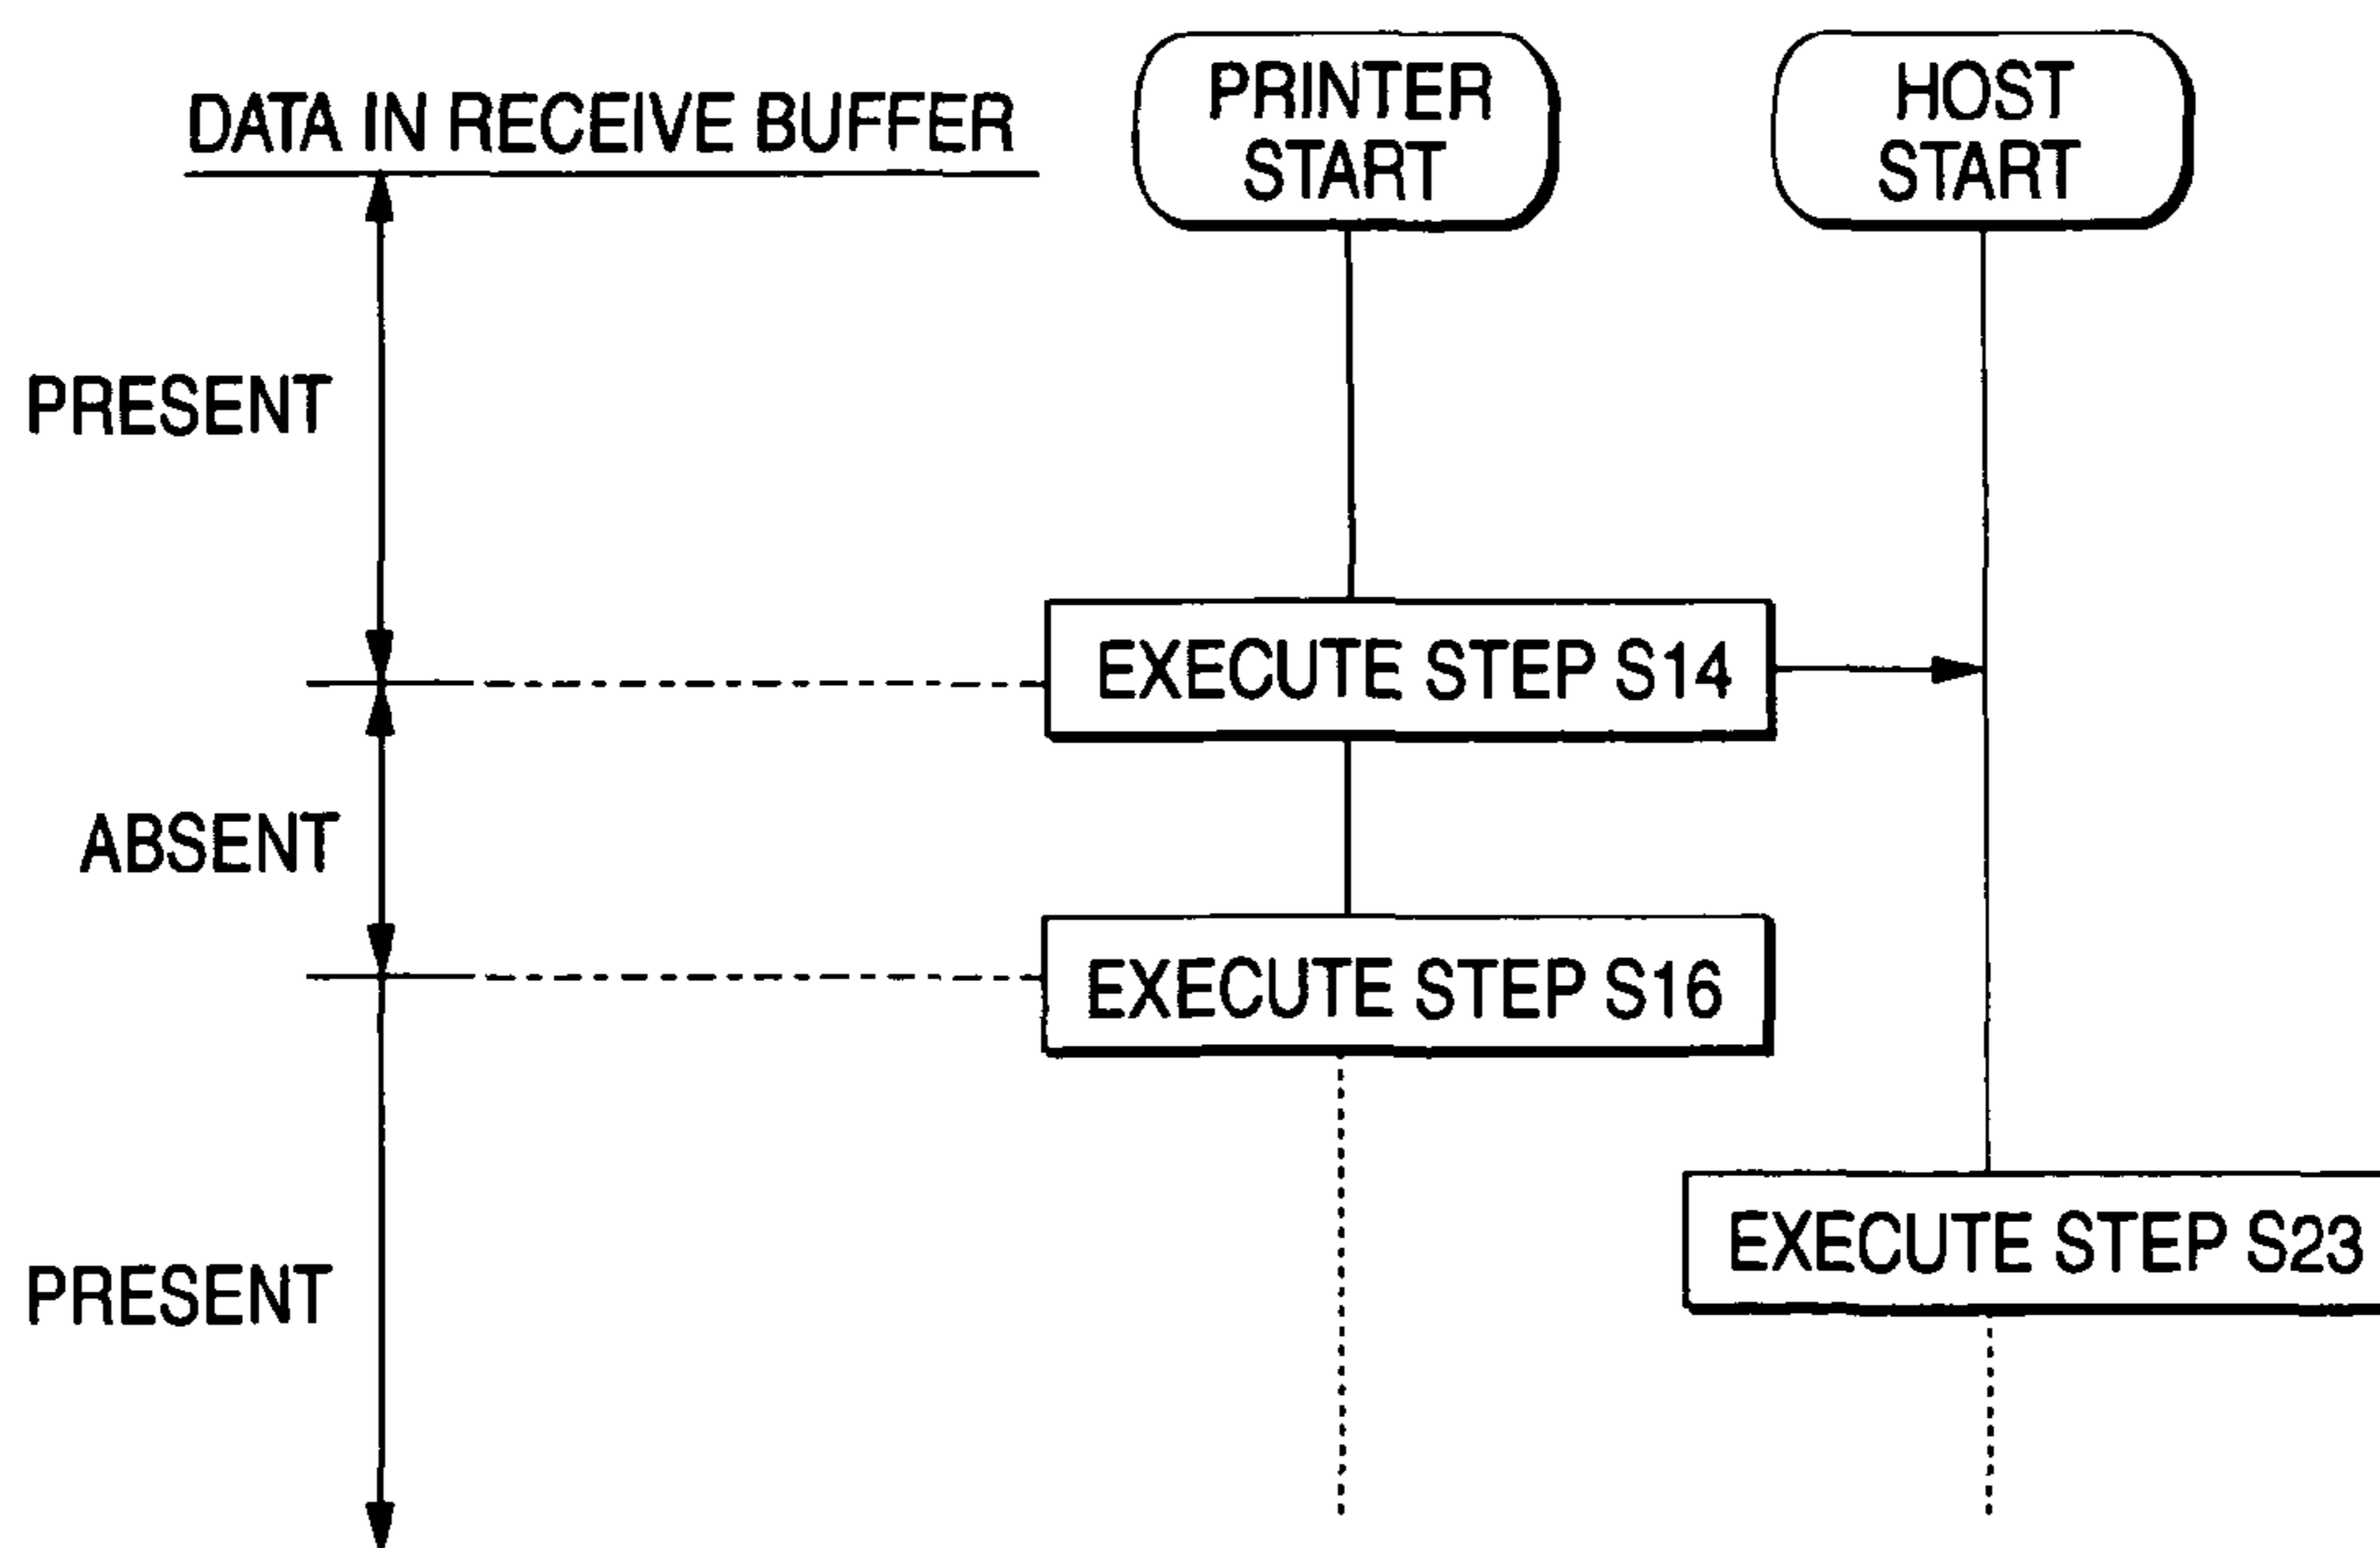 DATA IN RECEIVE BUFFER
PRINTER
START
HOST
START
PRESENT
EXECUTE STEP S14
ABSENT
EXECUTE STEP S16
EXECUTE STEP S23
PRESENT